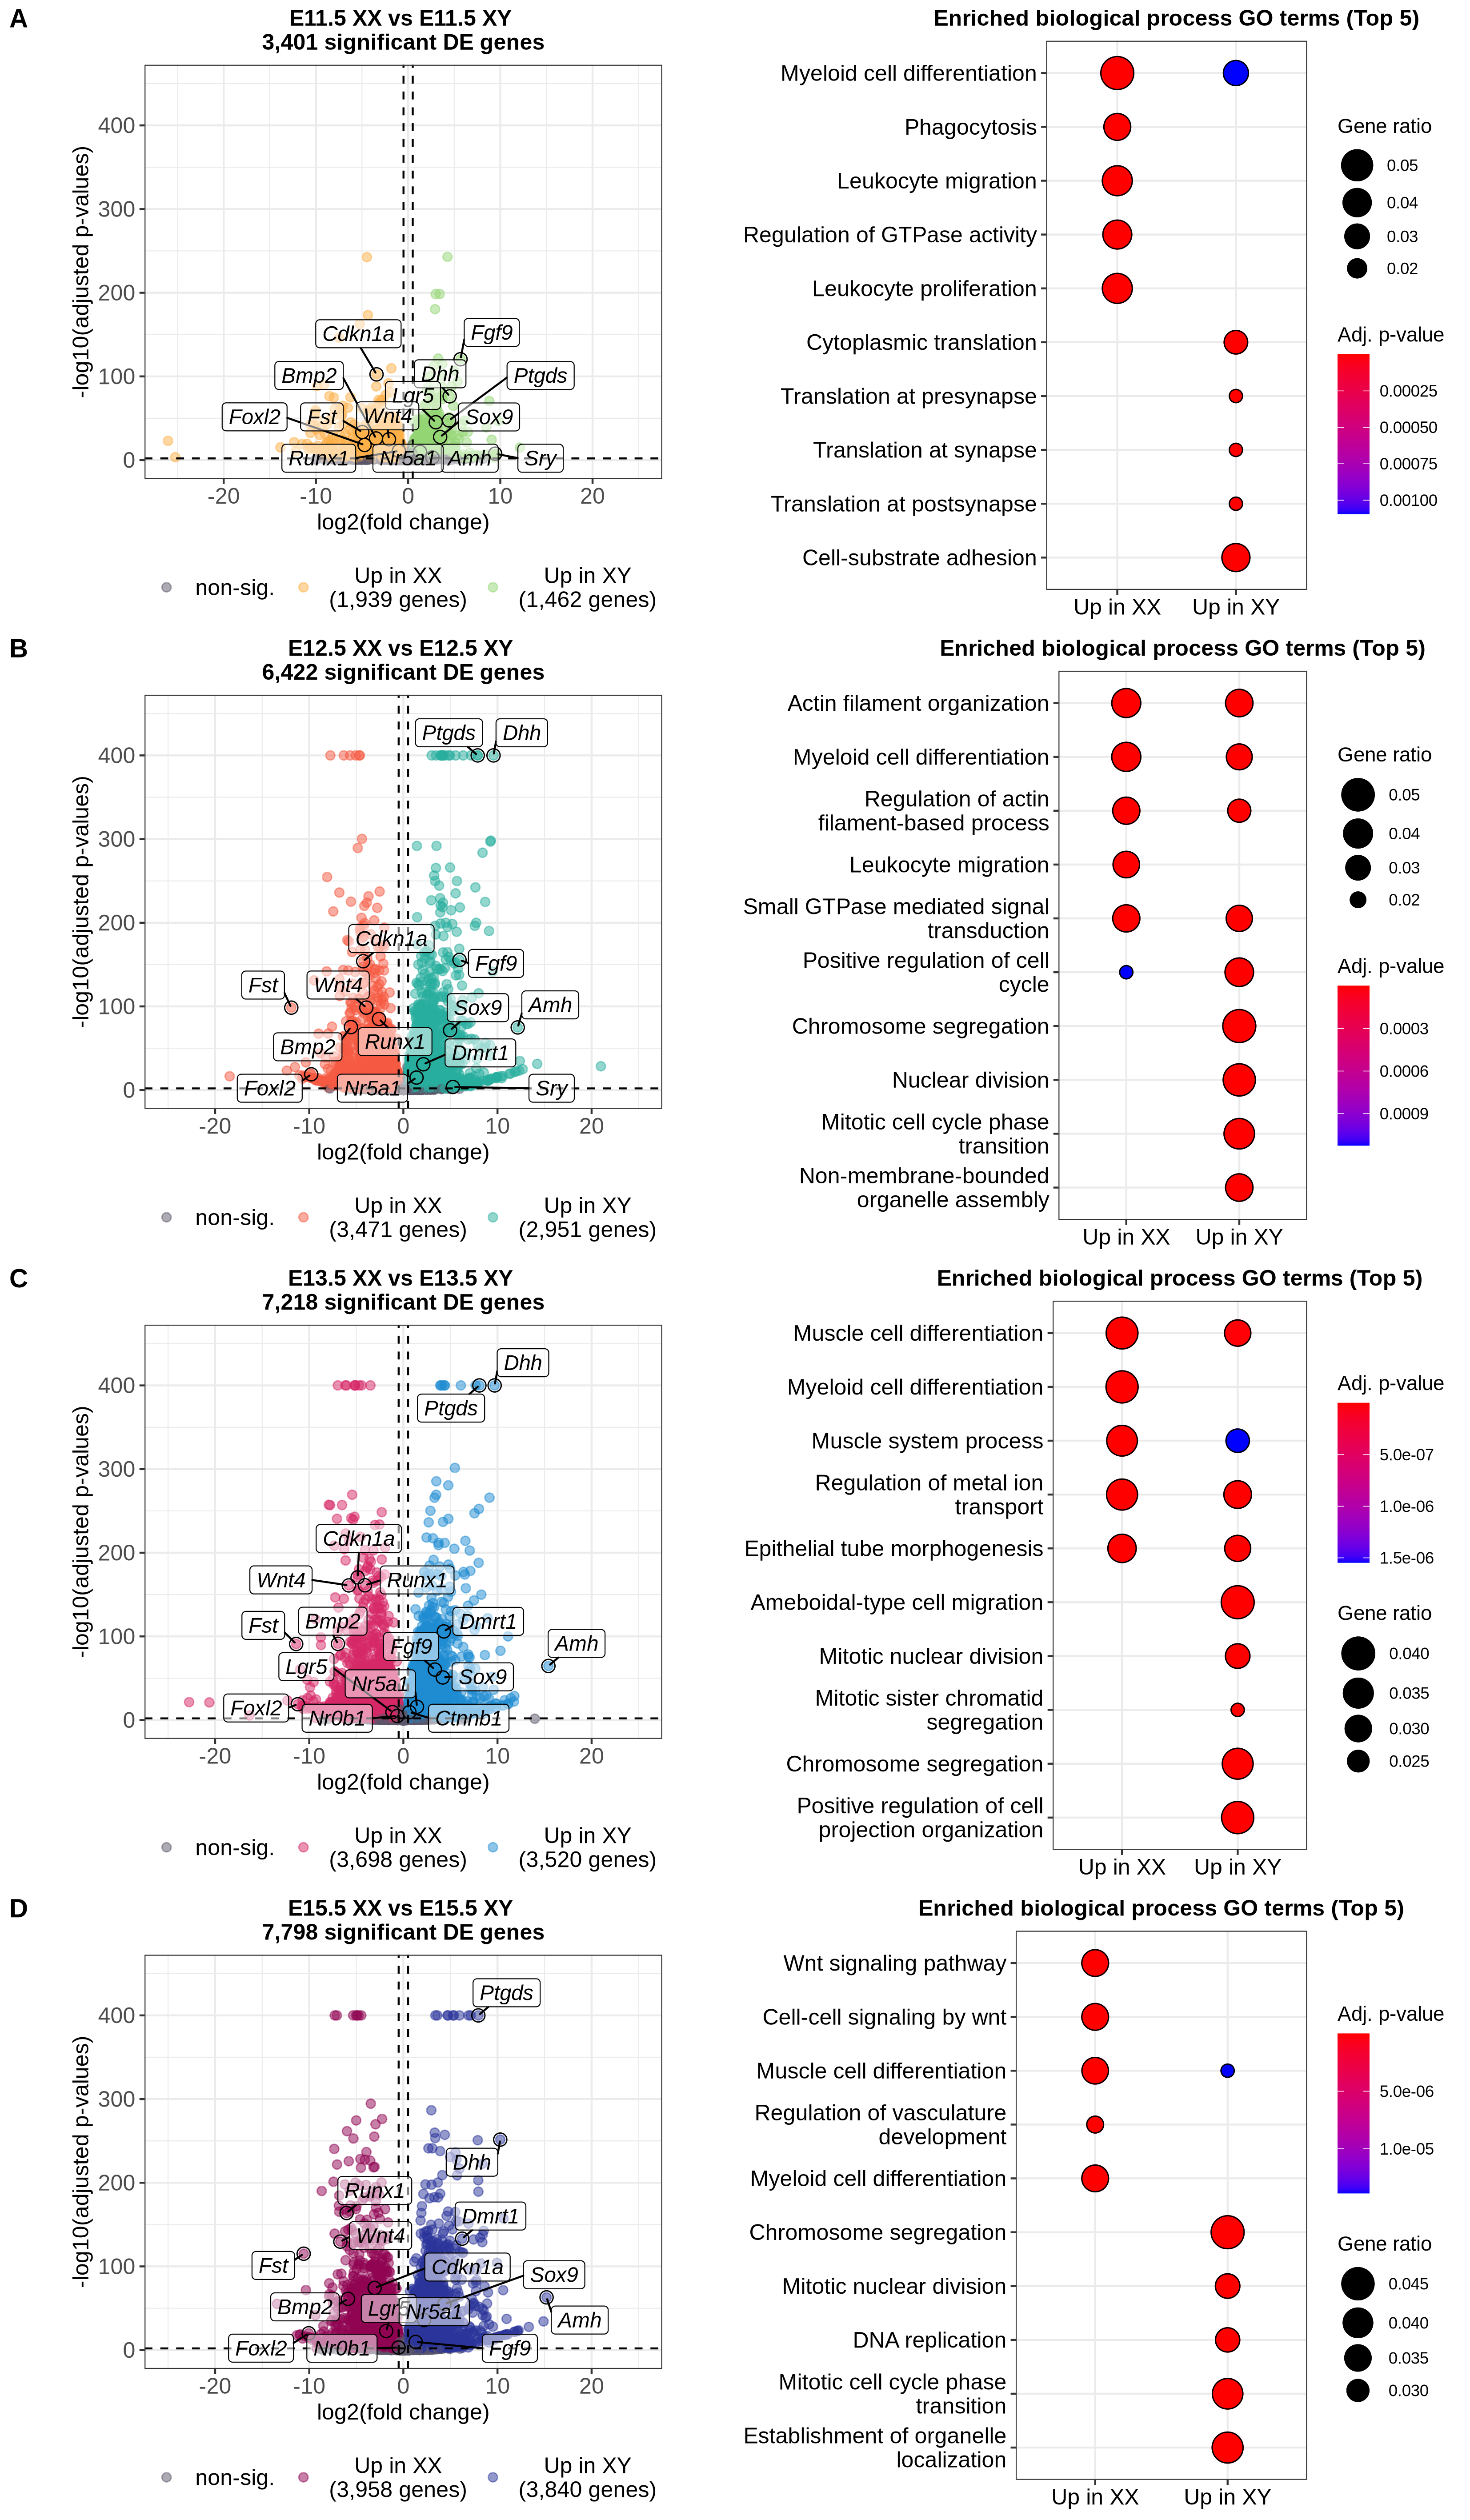 A
E11.5 XX vs E11.5 XY
3,401 significant DE genes
-log10(adjusted p-values)
400
300
200
100
0
Cdkn1a
Fgf9
Bmp2
Dhh
Ptgds
Lgr5
Foxl2
Fst
Wnt4
Sox9
Runx1
Nr5a1
Amh
Sry
-20
-10
0
10
20
log2(fold change)
non-sig.
Up in XX
(1,939 genes)
Up in XY
(1,462 genes)
Enriched biological process GO terms (Top 5)
Myeloid cell differentiation
Phagocytosis
Leukocyte migration
Regulation of GTPase activity
Leukocyte proliferation
Cytoplasmic translation
Translation at presynapse
Translation at synapse
Translation at postsynapse
Cell-substrate adhesion
Up in XX
Up in XY
Gene ratio
0.05
0.04
0.03
0.02
Adj. p-value
0.00025
0.00050
0.00075
0.00100
B
E12.5 XX vs E12.5 XY
6,422 significant DE genes
-log10(adjusted p-values)
400
300
200
100
0
Ptgds
Dhh
Cdkn1a
Fgf9
Fst
Wnt4
Sox9
Amh
Bmp2
Runx1
Dmrt1
Foxl2
Nr5a1
Sry
-20
-10
0
10
20
log2(fold change)
non-sig.
Up in XX
(3,471 genes)
Up in XY
(2,951 genes)
Enriched biological process GO terms (Top 5)
Actin filament organization
Myeloid cell differentiation
Regulation of actin
filament-based process
Leukocyte migration
Small GTPase mediated signal
transduction
Positive regulation of cell
cycle
Chromosome segregation
Nuclear division
Mitotic cell cycle phase
transition
Non-membrane-bounded
organelle assembly
Up in XX
Up in XY
Gene ratio
0.05
0.04
0.03
0.02
Adj. p-value
0.0003
0.0006
0.0009
C
E13.5 XX vs E13.5 XY
7,218 significant DE genes
-log10(adjusted p-values)
400
300
200
100
0
Dhh
Ptgds
Cdkn1a
Wnt4
Runx1
Fst
Bmp2
Dmrt1
Fgf9
Amh
Lgr5
Nr5a1
Sox9
Foxl2
Nr0b1
Ctnnb1
-20
-10
0
10
20
log2(fold change)
non-sig.
Up in XX
(3,698 genes)
Up in XY
(3,520 genes)
Enriched biological process GO terms (Top 5)
Muscle cell differentiation
Myeloid cell differentiation
Muscle system process
Regulation of metal ion
transport
Epithelial tube morphogenesis
Ameboidal-type cell migration
Mitotic nuclear division
Mitotic sister chromatid
segregation
Chromosome segregation
Positive regulation of cell
projection organization
Up in XX
Up in XY
Adj. p-value
5.0e-07
1.0e-06
1.5e-06
Gene ratio
0.040
0.035
0.030
0.025
D
E15.5 XX vs E15.5 XY
7,798 significant DE genes
-log10(adjusted p-values)
400
300
200
100
0
Ptgds
Dhh
Runx1
Dmrt1
Wnt4
Fst
Cdkn1a
Sox9
Bmp2
Lgr5
Nr5a1
Amh
Foxl2
Nr0b1
Fgf9
-20
-10
0
10
20
log2(fold change)
non-sig.
Up in XX
(3,958 genes)
Up in XY
(3,840 genes)
Enriched biological process GO terms (Top 5)
Wnt signaling pathway
Cell-cell signaling by wnt
Muscle cell differentiation
Regulation of vasculature
development
Myeloid cell differentiation
Chromosome segregation
Mitotic nuclear division
DNA replication
Mitotic cell cycle phase
transition
Establishment of organelle
localization
Up in XX
Up in XY
Adj. p-value
5.0e-06
1.0e-05
Gene ratio
0.045
0.040
0.035
0.030